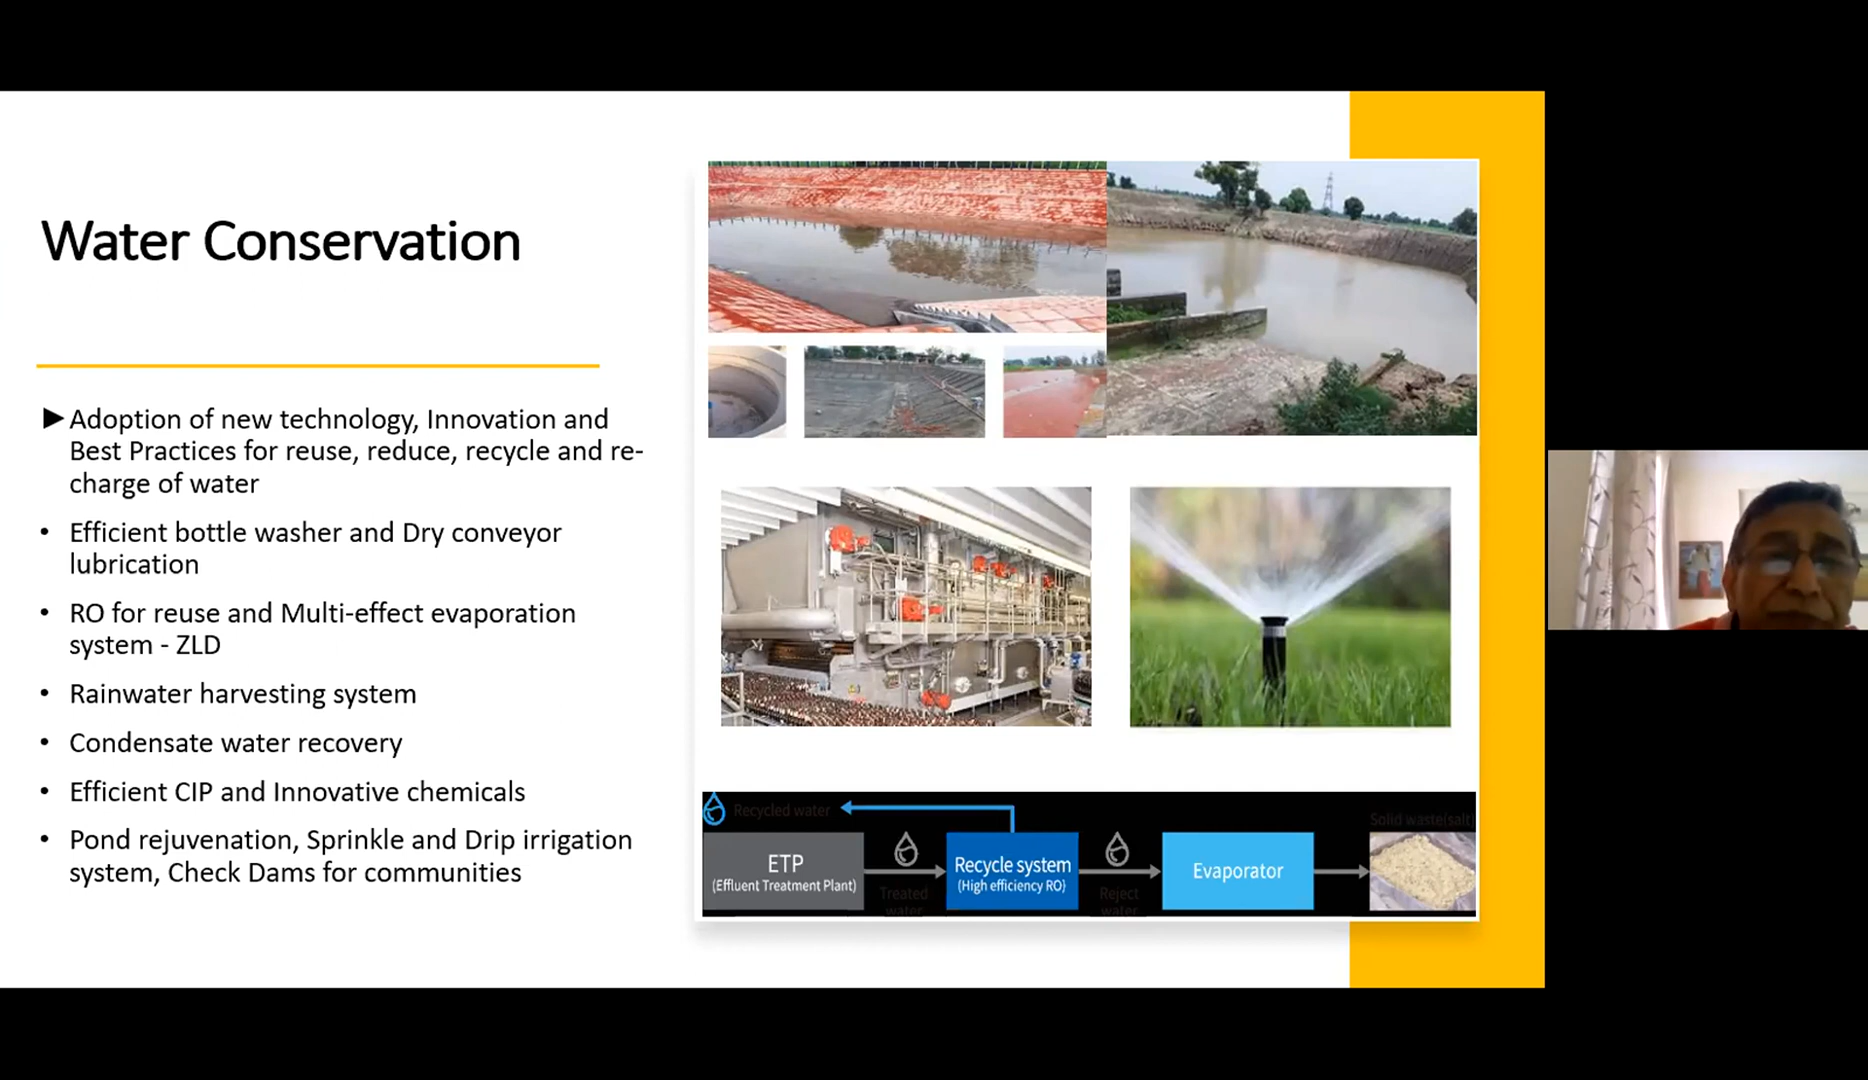 Water Conservation
►Adoption of new technology, Innovation and
Best Practices for reuse, reduce, recycle and re-
charge of water
• Efficient bottle washer and Dry conveyor
lubrication
• RO for reuse and Multi-effect evaporation
system - ZLD
• Rainwater harvesting system
• Condensate water recovery
• Efficient CIP and Innovative chemicals
• Pond rejuvenation, Sprinkle and Drip irrigation
system, Check Dams for communities
Recycled water
Solid waste(salt)
ETP
(Effluent Treatment Plant)
Treated
water
Recycle system
(High efficiency RO)
Reject
water
Evaporator